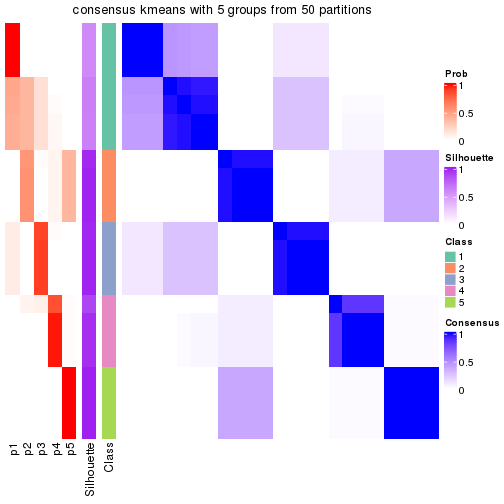 consensus kmeans with 5 groups from 50 partitions
Prob
1
0.5
0
Silhouette
1
0.5
0
Class
1
2
3
4
5
Consensus
1
0.5
0
p1
p2
p3
p4
p5
Silhouette
Class